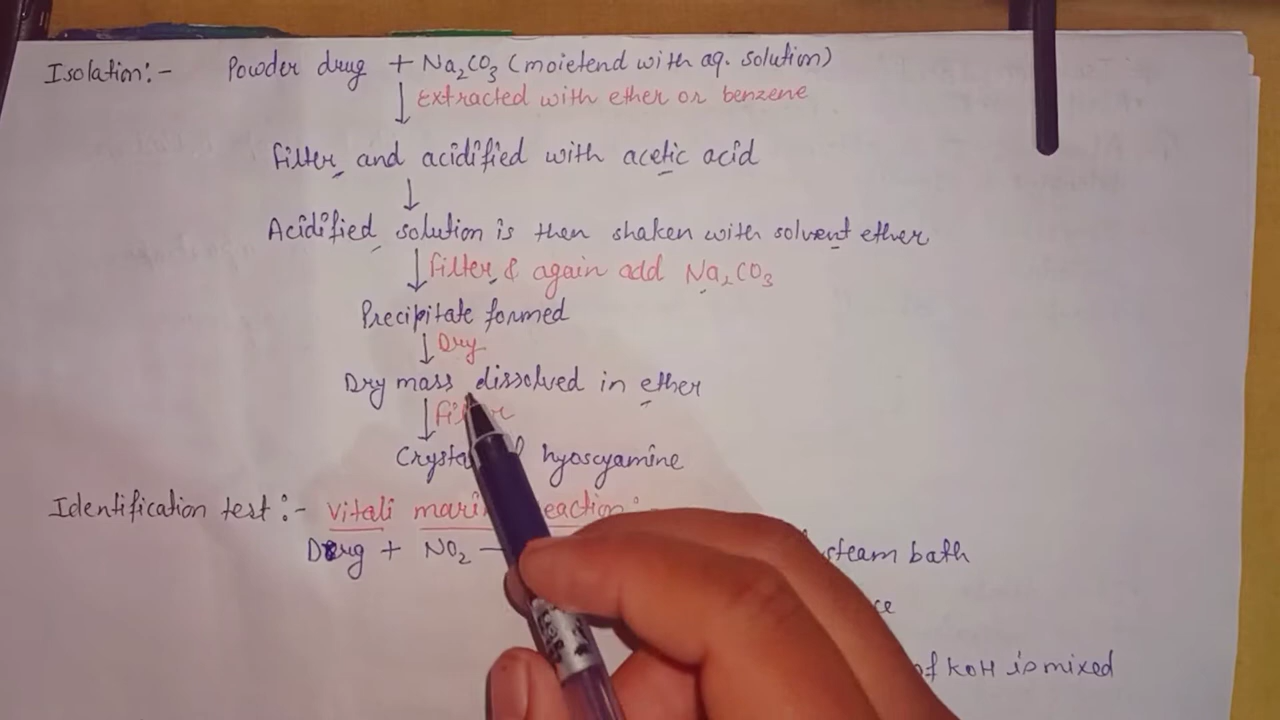 Isolation:- Powder drug + Na2CO3 (moietend with aq. solution)
↓ Extracted with ether or benzene
Filter and acidified with acetic acid
↓
Acidified solution is then shaken with solvent ether
↓ Filter & again add Na2CO3
Precipitate formed
↓ Dry
Dry mass dissolved in ether
↓
hyoscyamine
Identification test:- Vitali
Drug + NO2 steam bath
of KOH is mixed